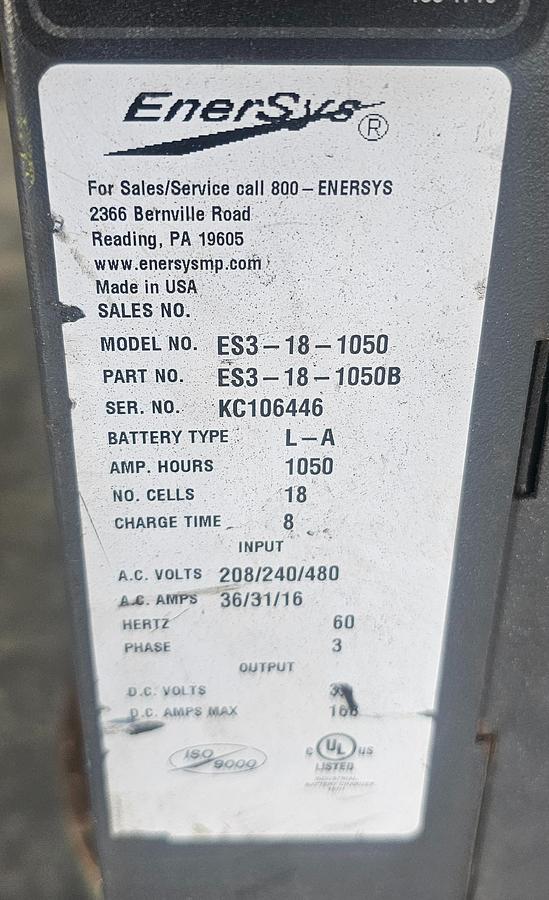 EnerSys®
For Sales/Service call 800-ENERSYS
2366 Bernville Road
Reading, PA 19605
www.enersysmp.com
Made in USA
SALES NO.
MODEL NO. ES3-18-1050
PART NO. ES3-18-1050B
SER. NO. KC106446
BATTERY TYPE L-A
AMP. HOURS 1050
NO. CELLS 18
CHARGE TIME 8
INPUT
A.C. VOLTS 208/240/480
A.C. AMPS 36/31/16
HERTZ 60
PHASE 3
OUTPUT
D.C. VOLTS
D.C. AMPS MAX
ISO 9000
C UL US
LISTED